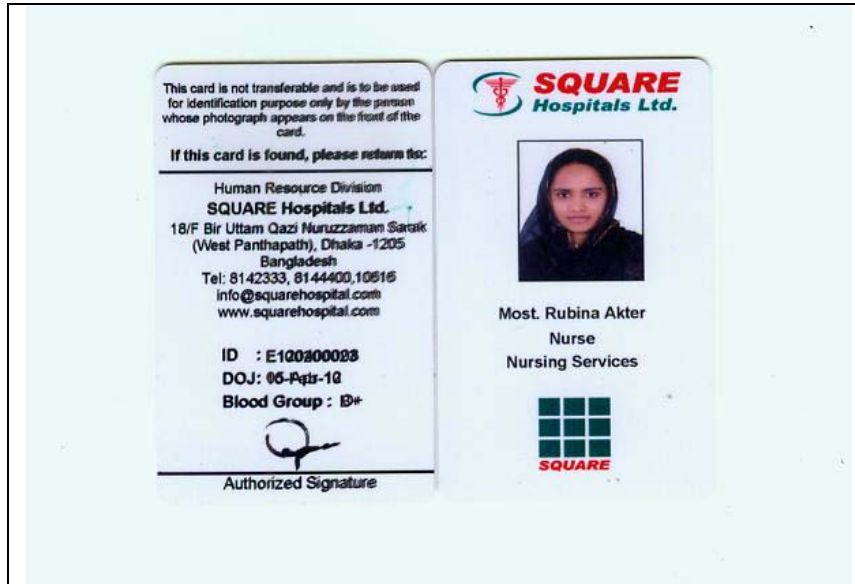 This card is not transferable and is to be used
for identification purpose only by the person
whose photograph appears on the front of the
card.
If this card is found, please return to:
Human Resource Division
SQUARE Hospitals Ltd.
18/F Bir Uttam Qazi Nuruzzaman Sarak
(West Panthapath), Dhaka -1205
Bangladesh
Tel: 8142333, 8144400,10616
info@squarehospital.com
www.squarehospital.com
ID :
DOJ:
Blood Group :
Authorized Signature
SQUARE
Hospitals Ltd.
Most. Rubina Akter
Nurse
Nursing Services
SQUARE